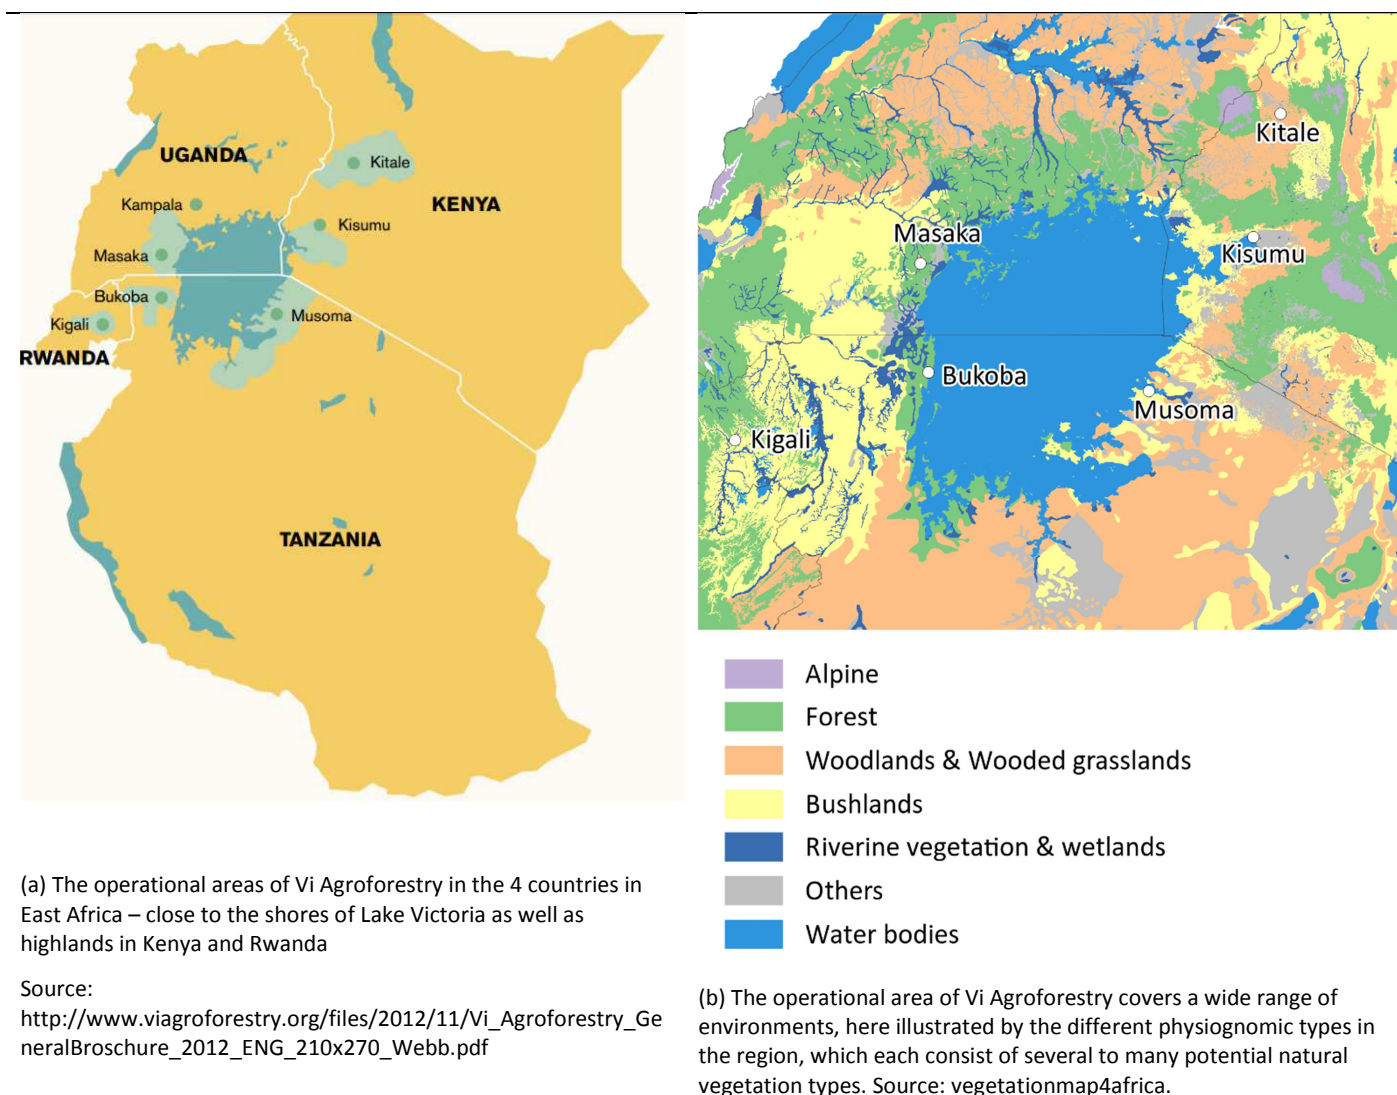 UGANDA
Kitale
Kampala
KENYA
Kisumu
Masaka
Bukoba
Musoma
Kigali
RWANDA
TANZANIA
(a) The operational areas of Vi Agroforestry in the 4 countries in
East Africa – close to the shores of Lake Victoria as well as
highlands in Kenya and Rwanda
Source:
http://www.viagroforestry.org/files/2012/11/Vi_Agroforestry_Ge
neralBroschure_2012_ENG_210x270_Webb.pdf
Kitale
Masaka
Kisumu
Bukoba
Musoma
Kigali
Alpine
Forest
Woodlands & Wooded grasslands
Bushlands
Riverine vegetation & wetlands
Others
Water bodies
(b) The operational area of Vi Agroforestry covers a wide range of
environments, here illustrated by the different physiognomic types in
the region, which each consist of several to many potential natural
vegetation types. Source: vegetationmap4africa.